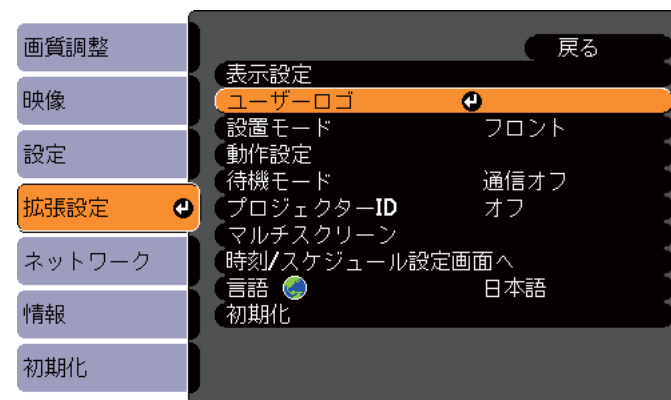 画質調整
映像
設定
拡張設定
ネットワーク
情報
初期化
戻る
表示設定
ユーザーロゴ
設置モード フロント
動作設定
待機モード 通信オフ
プロジェクターID オフ
マルチスクリーン
時刻/スケジュール設定画面へ
言語 日本語
初期化